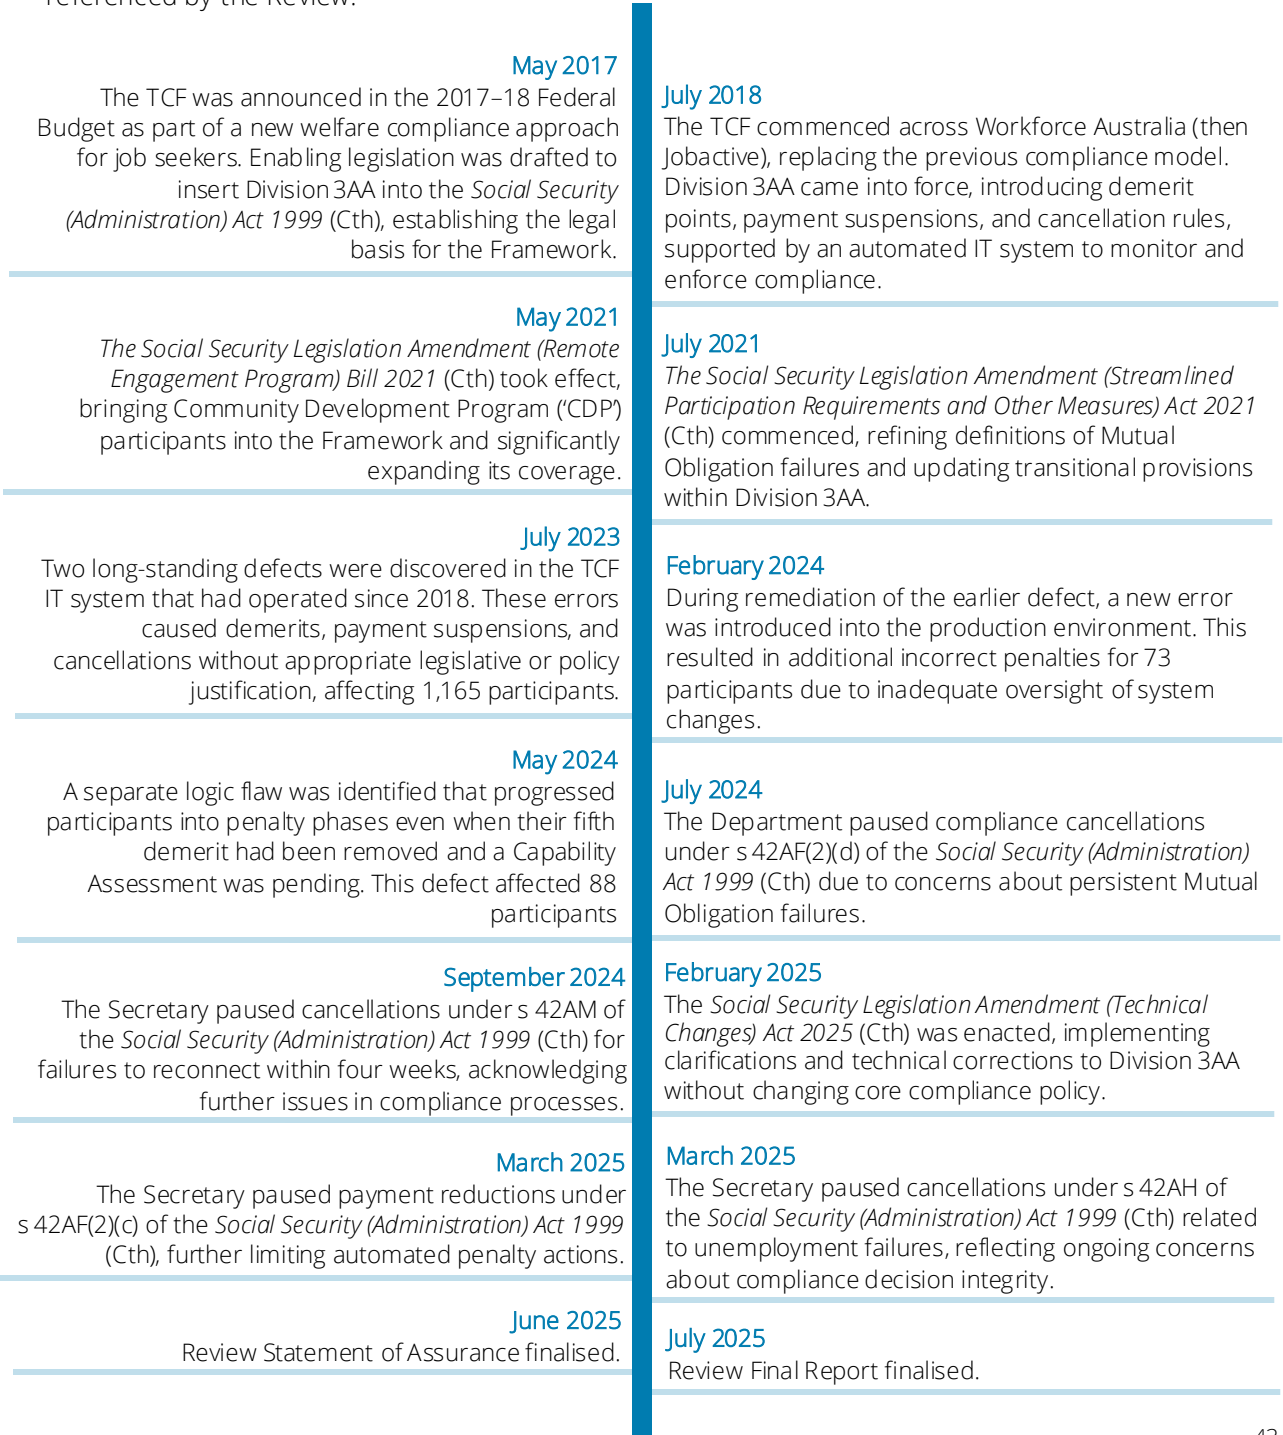 referenced by the Review.
May 2017
The TCF was announced in the 2017–18 Federal
Budget as part of a new welfare compliance approach
for job seekers. Enabling legislation was drafted to
insert Division 3AA into the Social Security
(Administration) Act 1999 (Cth), establishing the legal
basis for the Framework.
July 2018
The TCF commenced across Workforce Australia (then
Jobactive), replacing the previous compliance model.
Division 3AA came into force, introducing demerit
points, payment suspensions, and cancellation rules,
supported by an automated IT system to monitor and
enforce compliance.
May 2021
The Social Security Legislation Amendment (Remote
Engagement Program) Bill 2021 (Cth) took effect,
bringing Community Development Program (‘CDP’)
participants into the Framework and significantly
expanding its coverage.
July 2021
The Social Security Legislation Amendment (Streamlined
Participation Requirements and Other Measures) Act 2021
(Cth) commenced, refining definitions of Mutual
Obligation failures and updating transitional provisions
within Division 3AA.
July 2023
Two long-standing defects were discovered in the TCF
IT system that had operated since 2018. These errors
caused demerits, payment suspensions, and
cancellations without appropriate legislative or policy
justification, affecting 1,165 participants.
February 2024
During remediation of the earlier defect, a new error
was introduced into the production environment. This
resulted in additional incorrect penalties for 73
participants due to inadequate oversight of system
changes.
May 2024
A separate logic flaw was identified that progressed
participants into penalty phases even when their fifth
demerit had been removed and a Capability
Assessment was pending. This defect affected 88
participants
July 2024
The Department paused compliance cancellations
under s 42AF(2)(d) of the Social Security (Administration)
Act 1999 (Cth) due to concerns about persistent Mutual
Obligation failures.
September 2024
The Secretary paused cancellations under s 42AM of
the Social Security (Administration) Act 1999 (Cth) for
failures to reconnect within four weeks, acknowledging
further issues in compliance processes.
February 2025
The Social Security Legislation Amendment (Technical
Changes) Act 2025 (Cth) was enacted, implementing
clarifications and technical corrections to Division 3AA
without changing core compliance policy.
March 2025
The Secretary paused payment reductions under
s 42AF(2)(c) of the Social Security (Administration) Act 1999
(Cth), further limiting automated penalty actions.
March 2025
The Secretary paused cancellations under s 42AH of
the Social Security (Administration) Act 1999 (Cth) related
to unemployment failures, reflecting ongoing concerns
about compliance decision integrity.
June 2025
Review Statement of Assurance finalised.
July 2025
Review Final Report finalised.